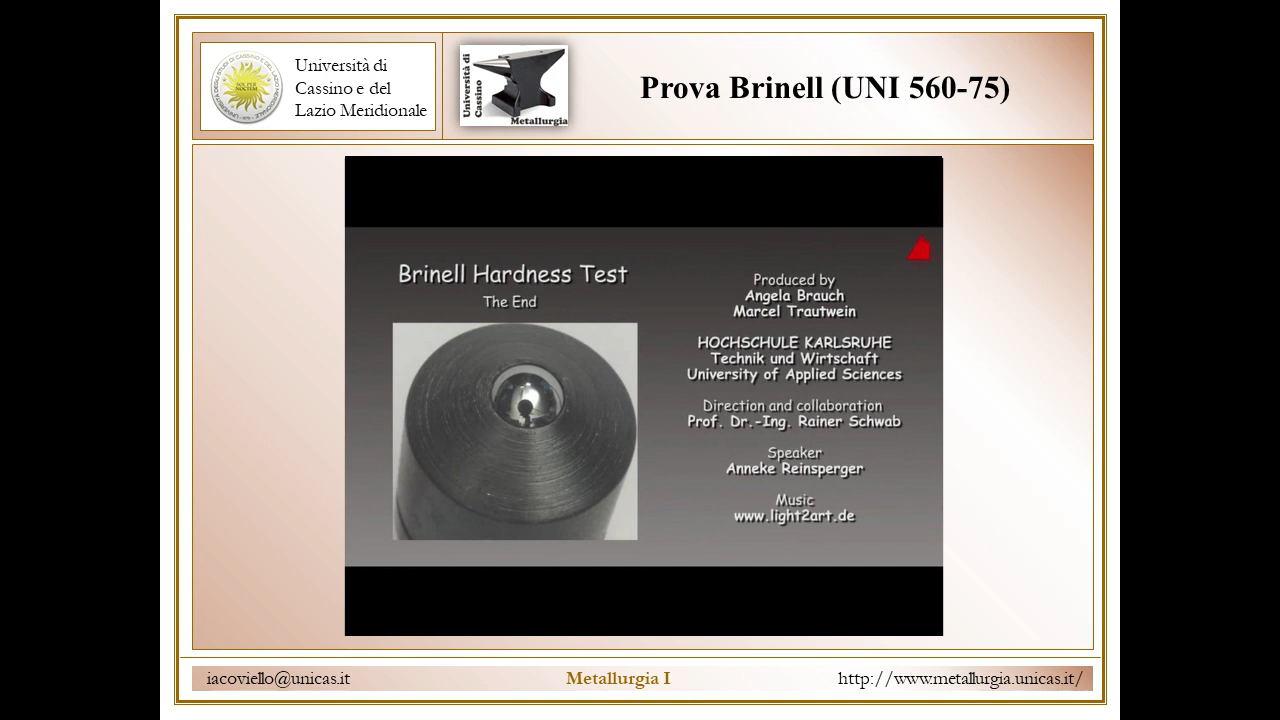 Università di
Cassino e del
Lazio Meridionale
Università di
Cassino
Metallurgia
Prova Brinell (UNI 560-75)
Brinell Hardness Test
The End
Produced by
Angela Brauch
Marcel Trautwein
HOCHSCHULE KARLSRUHE
Technik und Wirtschaft
University of Applied Sciences
Direction and collaboration
Prof. Dr.-Ing. Rainer Schwab
Speaker
Anneke Reinsperger
Music
www.light2art.de
iacoviello@unicas.it
Metallurgia I
http://www.metallurgia.unicas.it/